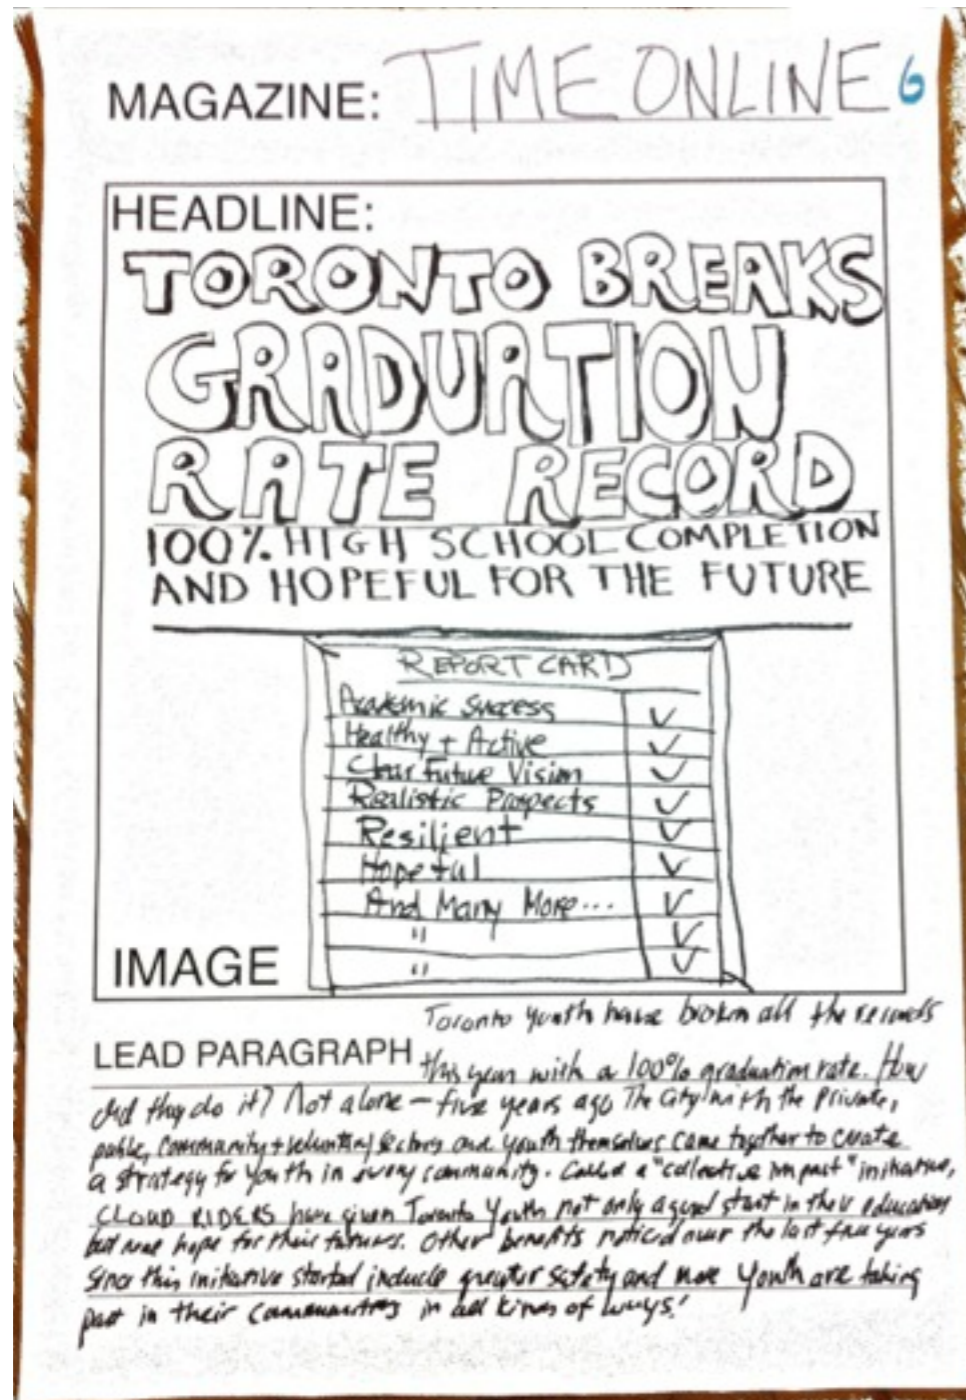 MAGAZINE: TIME ONLINE 6
HEADLINE:
TORONTO BREAKS
GRADUATION
RATE RECORD
100% HIGH SCHOOL COMPLETION
AND HOPEFUL FOR THE FUTURE
REPORT CARD
Academic Success ✓
Healthy + Active ✓
Clear Future Vision ✓
Realistic Prospects ✓
Resilient ✓
Hopeful ✓
And Many More... ✓
" ✓
" ✓
IMAGE
Toronto youth have broken all the records
LEAD PARAGRAPH this year with a 100% graduation rate. How
did they do it? Not alone – five years ago The City with the private,
public, community + voluntary sectors and youth themselves came together to create
a strategy for youth in every community. Called a "collective impact" initiative,
CLOUD RIDERS have given Toronto Youth not only a good start in their education
but more hope for their futures. Other benefits noticed over the last five years
since this initiative started include greater safety and more youth are taking
part in their communities in all kinds of ways!